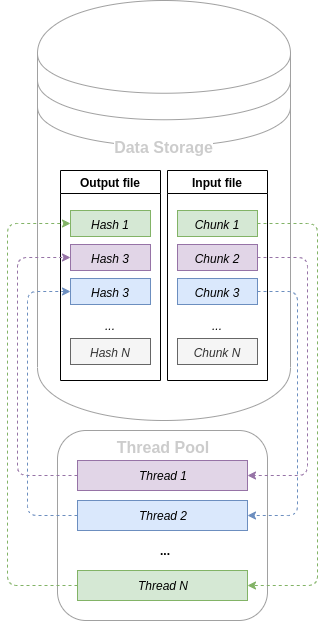 Data Storage
Output file
Input file
Hash 1
Chunk 1
Hash 3
Chunk 2
Hash 3
Chunk 3
...
...
Hash N
Chunk N
Thread Pool
Thread 1
Thread 2
...
Thread N